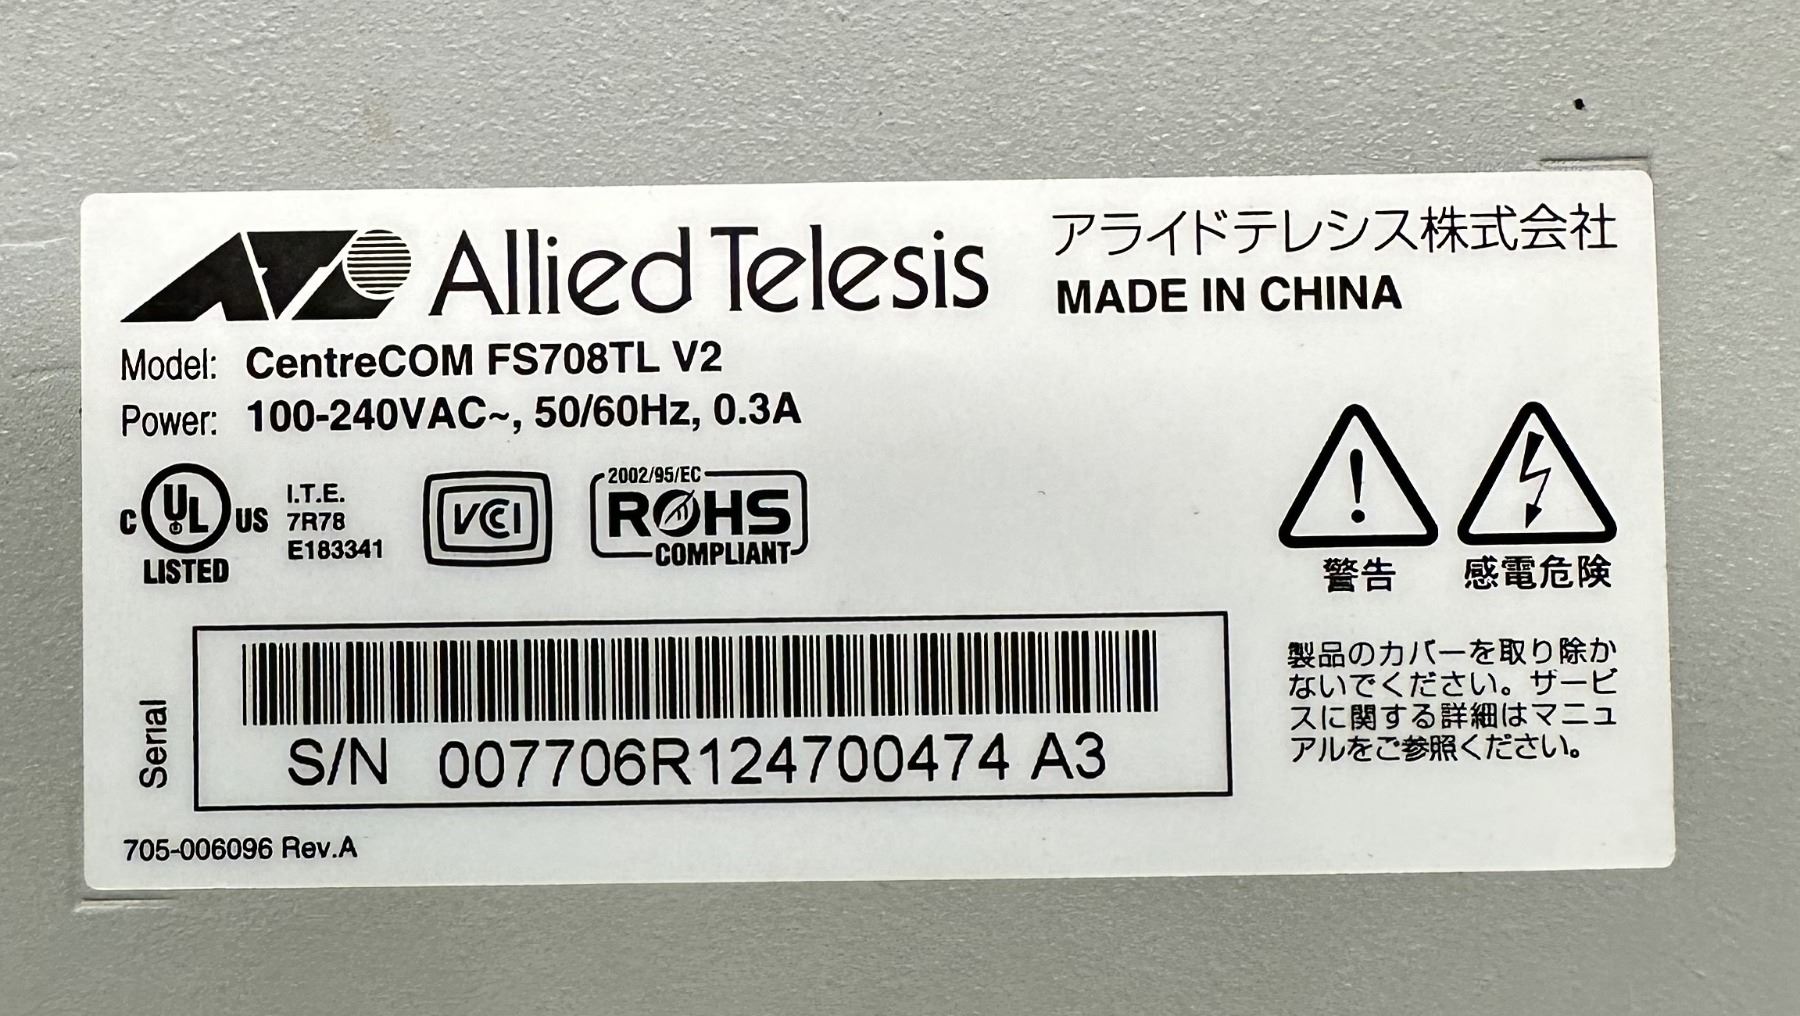 Allied Telesis
アライドテレシス株式会社
MADE IN CHINA
Model: CentreCOM FS708TL V2
Power: 100-240VAC~, 50/60Hz, 0.3A
C UL US LISTED
I.T.E.
7R78
E183341
VCCI
2002/95/EC
ROHS
COMPLIANT
警告
感電危険
製品のカバーを取り除か
ないでください。サービ
スに関する詳細はマニュ
アルをご参照ください。
Serial
S/N 007706R124700474 A3
705-006096 Rev.A